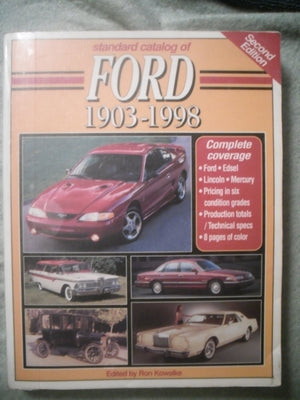 standard catalog of
Second
Edition
FORD
1903-1998
Complete
coverage
• Ford • Edsel
• Lincoln • Mercury
• Pricing in six
condition grades
• Production totals
/ Technical specs
• 8 pages of color
Edited by Ron Kowalke